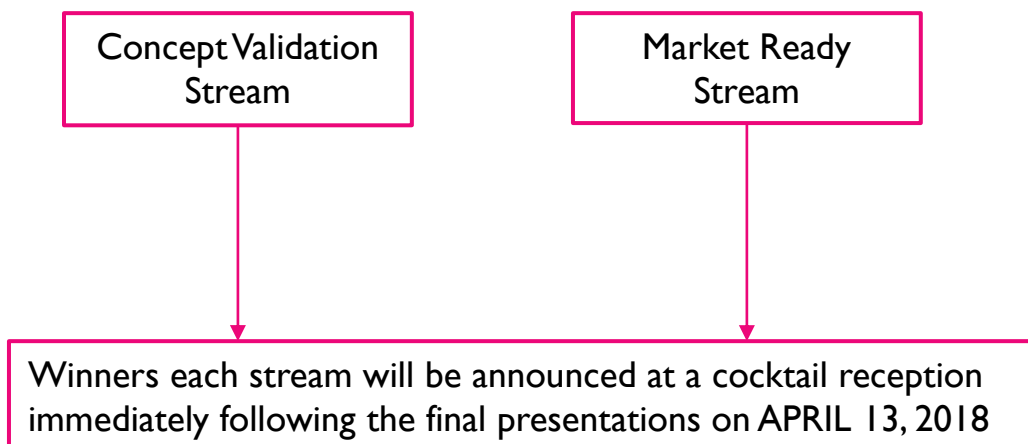 Concept Validation
Stream
Market Ready
Stream
Winners each stream will be announced at a cocktail reception
immediately following the final presentations on APRIL 13, 2018